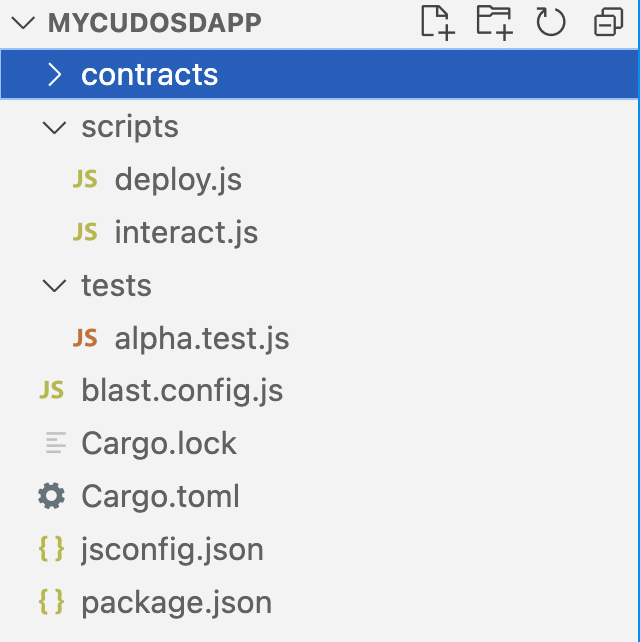 MYCUDOSDAPP
contracts
scripts
JS deploy.js
JS interact.js
tests
JS alpha.test.js
JS blast.config.js
Cargo.lock
Cargo.toml
{} jsconfig.json
{} package.json